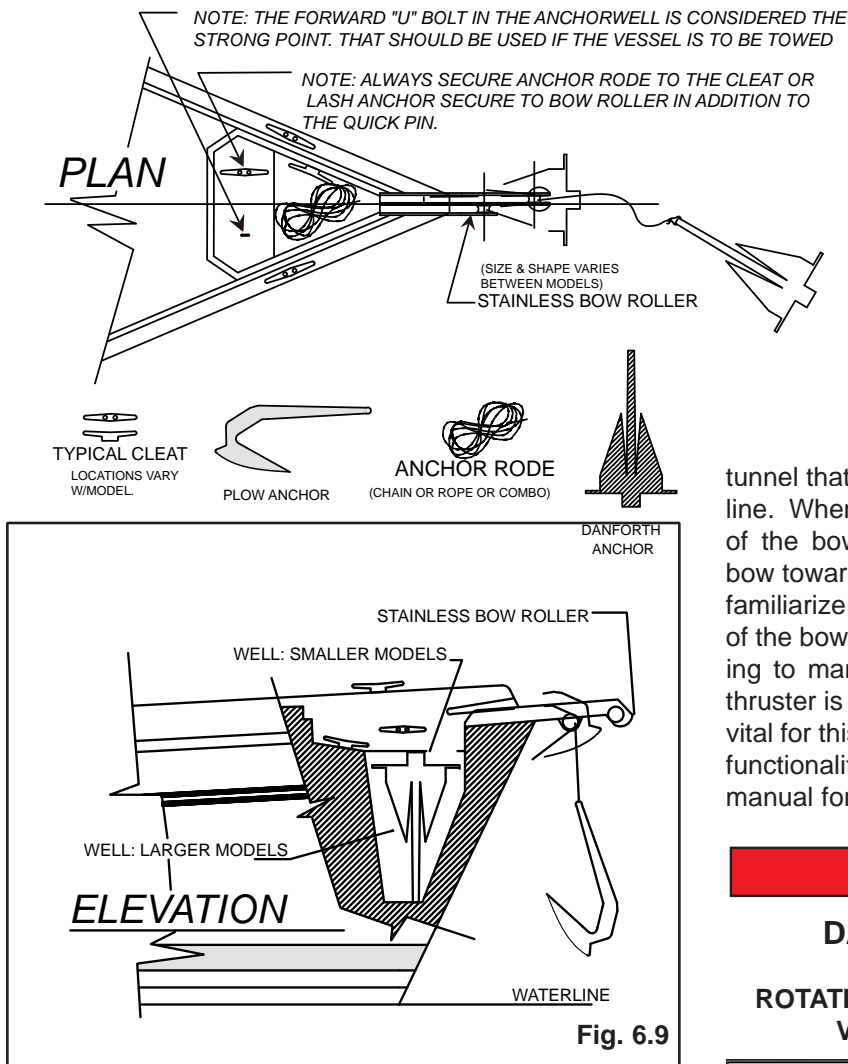 NOTE: THE FORWARD "U" BOLT IN THE ANCHORWELL IS CONSIDERED THE
STRONG POINT. THAT SHOULD BE USED IF THE VESSEL IS TO BE TOWED
NOTE: ALWAYS SECURE ANCHOR RODE TO THE CLEAT OR
LASH ANCHOR SECURE TO BOW ROLLER IN ADDITION TO
THE QUICK PIN.
PLAN
(SIZE & SHAPE VARIES
BETWEEN MODELS)
STAINLESS BOW ROLLER
TYPICAL CLEAT
LOCATIONS VARY
W/MODEL.
PLOW ANCHOR
ANCHOR RODE
(CHAIN OR ROPE OR COMBO)
DANFORTH
ANCHOR
STAINLESS BOW ROLLER
WELL: SMALLER MODELS
WELL: LARGER MODELS
ELEVATION
WATERLINE
Fig. 6.9
tunnel that
line. When
of the bow
bow towar
familiarize
of the bow
ing to mar
thruster is
vital for this
functionalit
manual for
DA
ROTATE
V